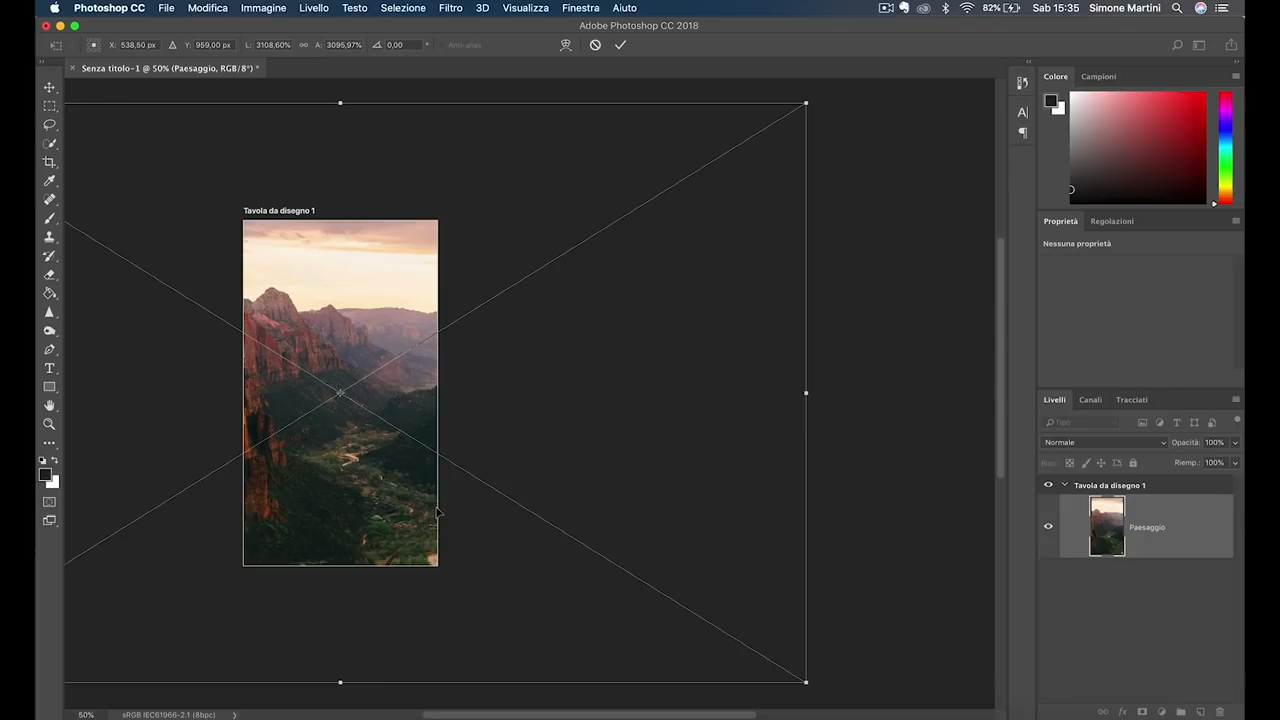 Photoshop CC File Modifica Immagine Livello Testo Selezione Filtro 3D Visualizza Finestra Aiuto 82% Sab 15:35 Simone Martini
Adobe Photoshop CC 2018
X: 538,50 px Y: 959,00 px L: 3108,60% A: 3095,97% 0,00 ° Anti-alias
× Senza titolo-1 @ 50% (Paesaggio, RGB/8*) *
Colore Campioni
Tavola da disegno 1
Proprietà Regolazioni
Nessuna proprietà
Livelli Canali Tracciati
Tipo
Normale Opacità: 100%
Bloc.: Riemp.: 100%
Tavola da disegno 1
Paesaggio
50% sRGB IEC61966-2.1 (8bpc)